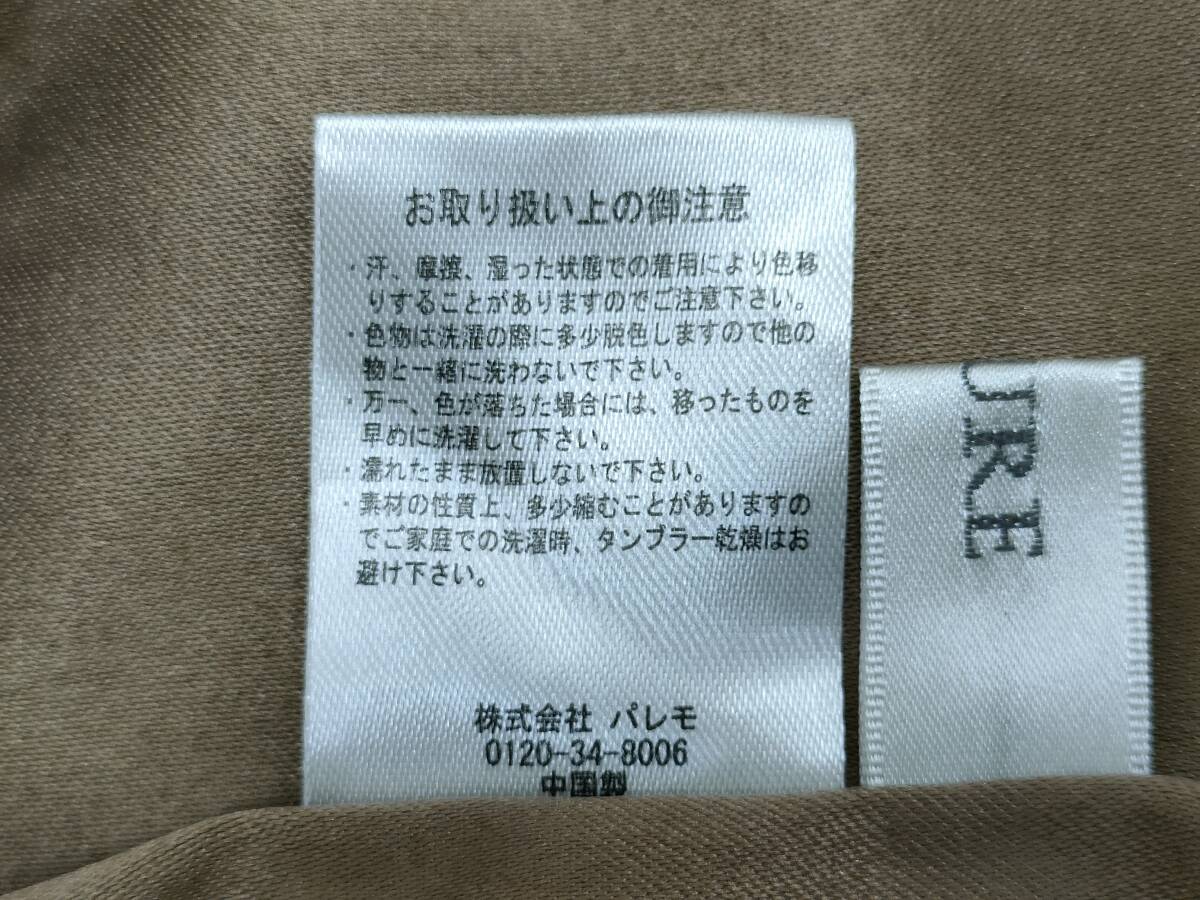 お取り扱い上の御注意
・汗、摩擦、湿った状態での着用により色移
りすることがありますのでご注意下さい。
・色物は洗濯の際に多少脱色しますので他の
物と一緒に洗わないで下さい。
・万一、色が落ちた場合には、移ったものを
早めに洗濯して下さい。
・濡れたまま放置しないで下さい。
・素材の性質上、多少縮むことがありますの
でご家庭での洗濯時、タンブラー乾燥はお
避け下さい。
株式会社 パレモ
0120-34-8006
中国製
URE